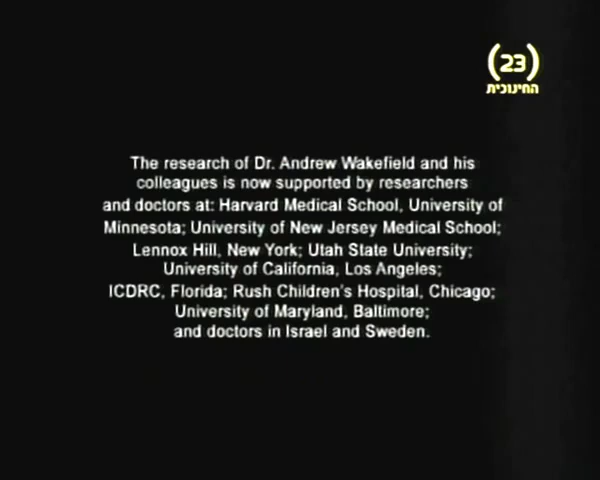 (23)
החינוכית
The research of Dr. Andrew Wakefield and his
colleagues is now supported by researchers
and doctors at: Harvard Medical School, University of
Minnesota; University of New Jersey Medical School;
Lennox Hill, New York; Utah State University;
University of California, Los Angeles;
ICDRC, Florida; Rush Children's Hospital, Chicago;
University of Maryland, Baltimore;
and doctors in Israel and Sweden.